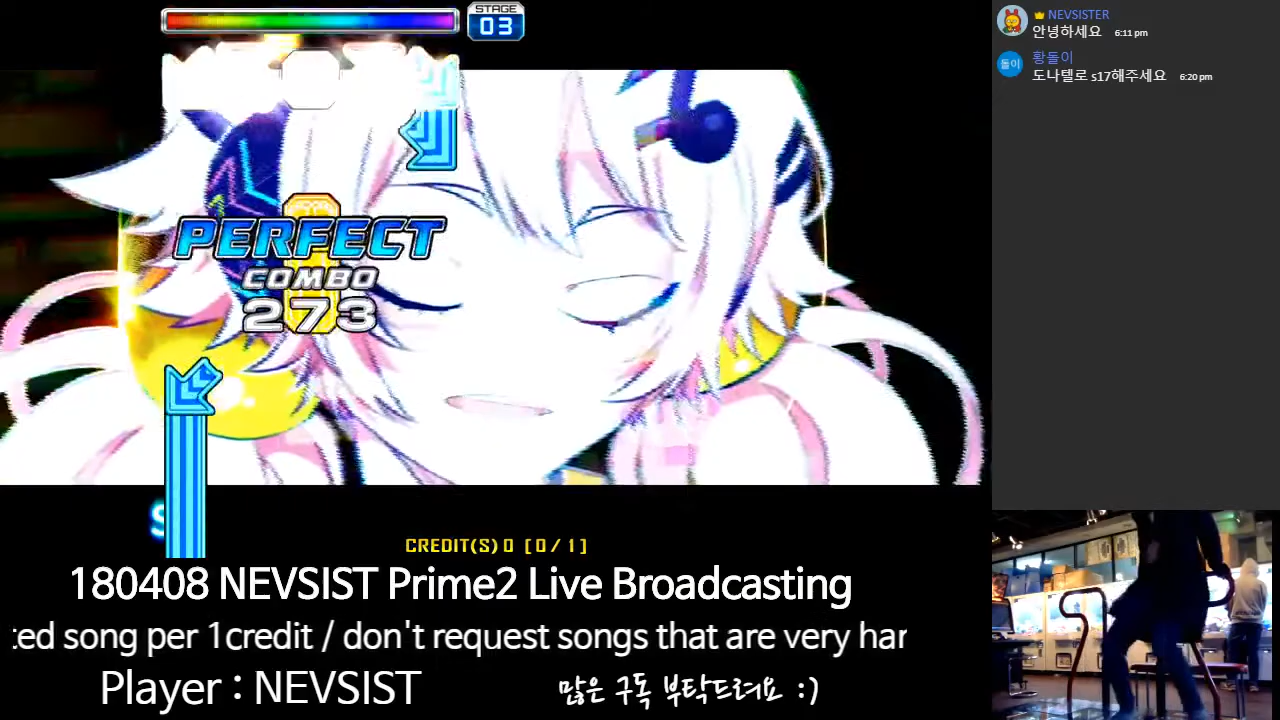 STAGE
03
NEVSISTER
안녕하세요 6:11 pm
돌이
황돌이
도나텔로 s17해주세요 6:20 pm
PERFECT
COMBO
273
CREDIT(S) 0 [ 0 / 1 ]
180408 NEVSIST Prime2 Live Broadcasting
song per 1credit / don't request songs that are very
Player : NEVSIST
많은 구독 부탁드려요 :)